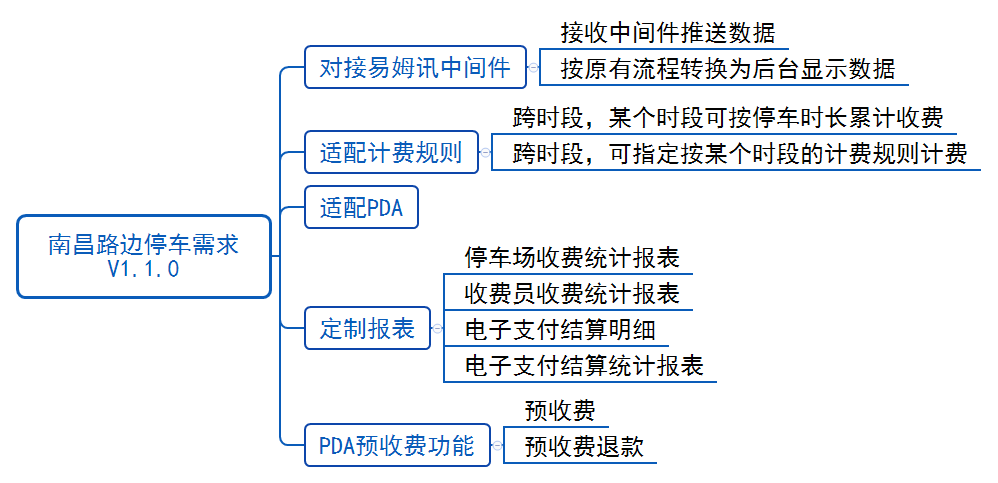 南昌路边停车需求
V1.1.0
对接易姆讯中间件
接收中间件推送数据
按原有流程转换为后台显示数据
适配计费规则
跨时段，某个时段可按停车时长累计收费
跨时段，可指定按某个时段的计费规则计费
适配PDA
定制报表
停车场收费统计报表
收费员收费统计报表
电子支付结算明细
电子支付结算统计报表
PDA预收费功能
预收费
预收费退款